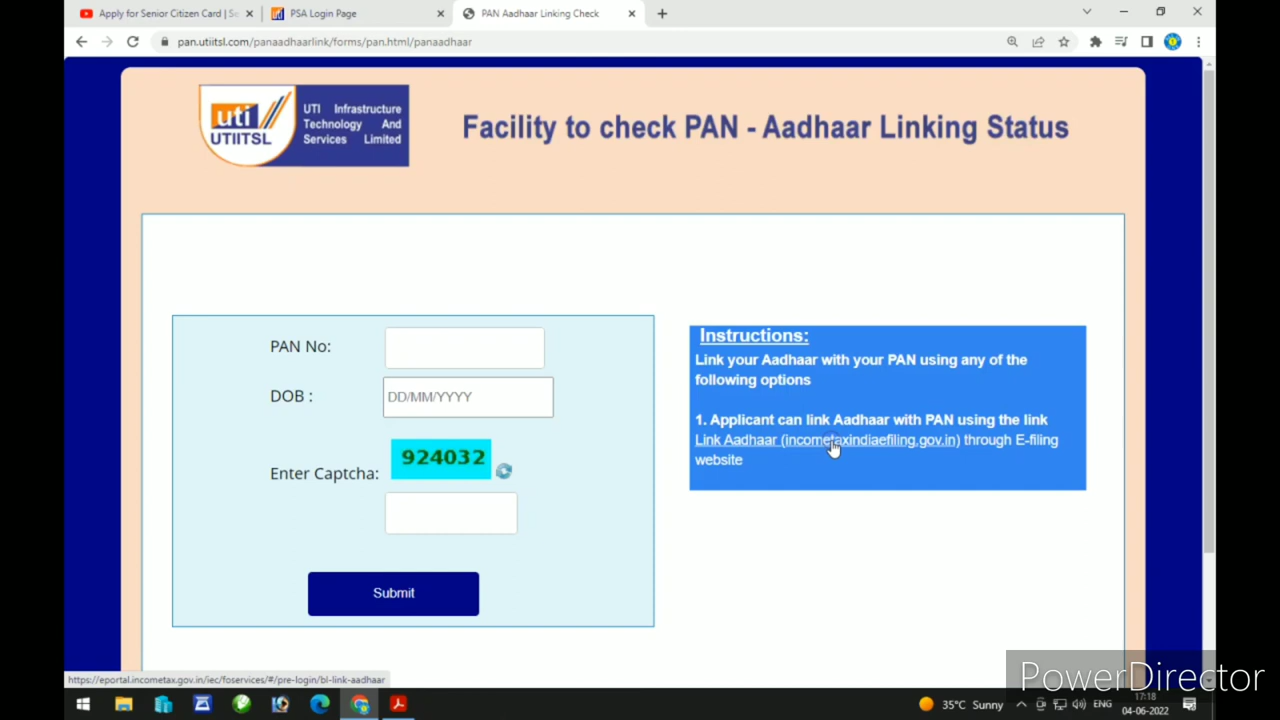 Apply for Senior Citizen Card | Se
PSA Login Page
PAN Aadhaar Linking Check
pan.utiitsl.com/panaadhaarlink/forms/pan.html/panaadhaar
uti
UTIITSL
UTI Infrastructure
Technology And
Services Limited
Facility to check PAN - Aadhaar Linking Status
PAN No:
DOB :
DD/MM/YYYY
924032
Enter Captcha:
Submit
Instructions:
Link your Aadhaar with your PAN using any of the
following options
1. Applicant can link Aadhaar with PAN using the link
Link Aadhaar (incometaxindiaefiling.gov.in) through E-filing
website
https://eportal.incometax.gov.in/iec/foservices/#/pre-login/bl-link-aadhaar
PowerDirector
35°C Sunny
ENG
17:18
04-06-2022